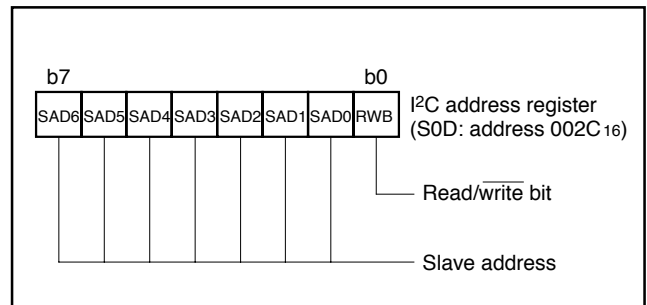 b7 b0
SAD6 SAD5 SAD4 SAD3 SAD2 SAD1 SAD0 RWB
I²C address register
(S0D: address 002C₁₆)
Read/w̅r̅i̅t̅e̅ bit
Slave address